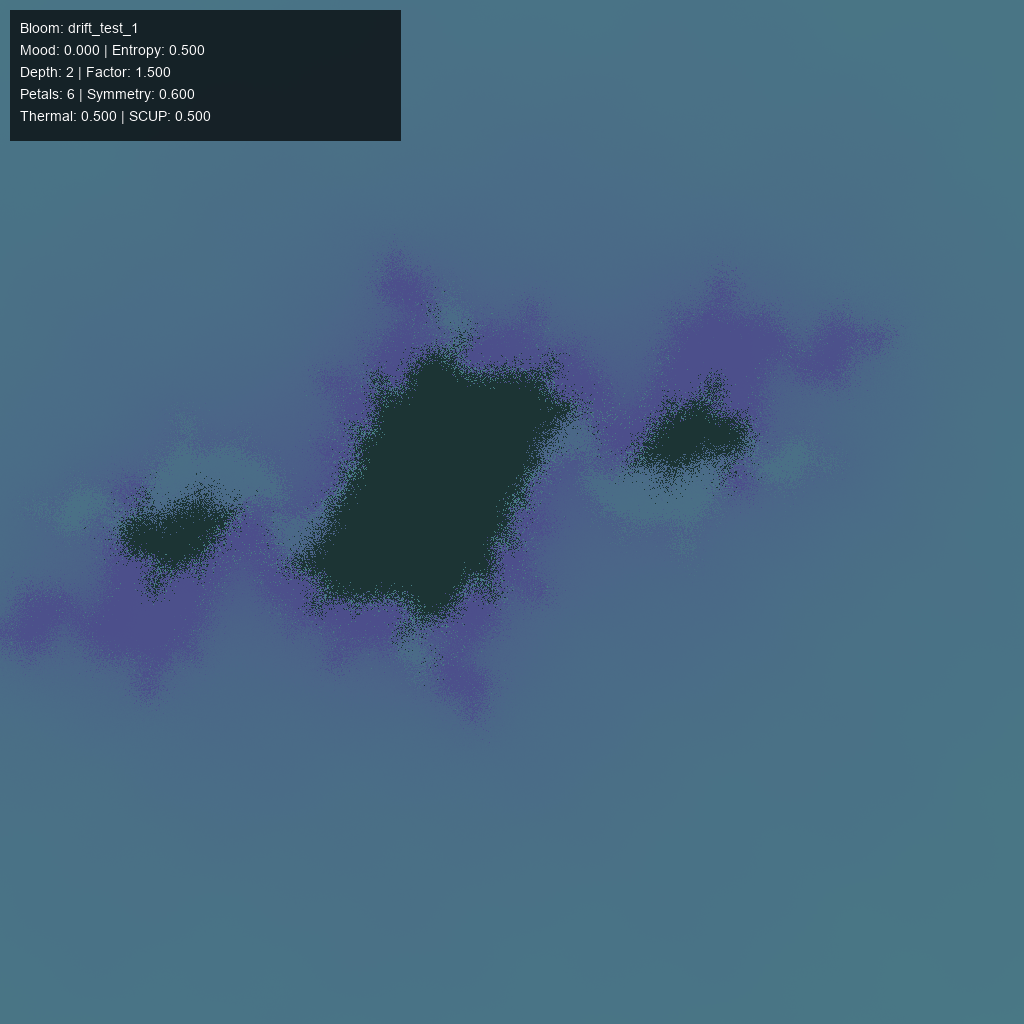 Bloom: drift_test_1
Mood: 0.000 | Entropy: 0.500
Depth: 2 | Factor: 1.500
Petals: 6 | Symmetry: 0.600
Thermal: 0.500 | SCUP: 0.500